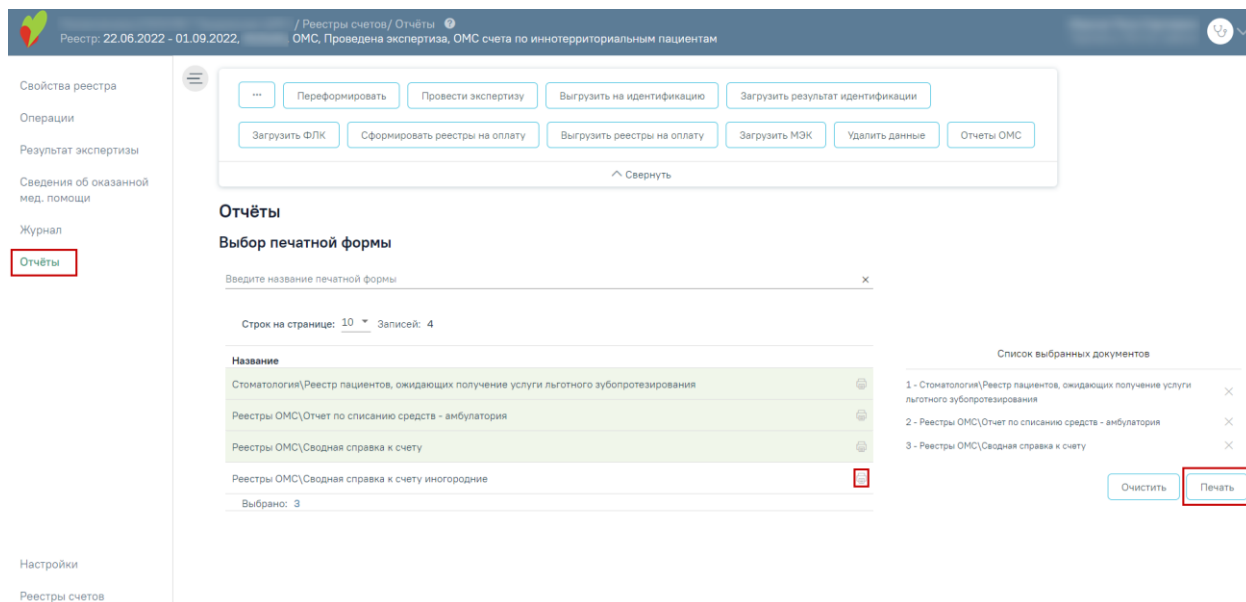 / Реестры счетов/ Отчёты ?
Реестр: 22.06.2022 - 01.09.2022, ОМС, Проведена экспертиза, ОМС счета по иннотерриториальным пациентам
Свойства реестра
Операции
Результат экспертизы
Сведения об оказанной
мед. помощи
Журнал
Отчёты
Настройки
Реестры счетов
... Переформировать Провести экспертизу Выгрузить на идентификацию Загрузить результат идентификации
Загрузить ФЛК Сформировать реестры на оплату Выгрузить реестры на оплату Загрузить МЭК Удалить данные Отчеты ОМС
Свернуть
Отчёты
Выбор печатной формы
Введите название печатной формы ×
Строк на странице: 10 Записей: 4
Название
Стоматология\Реестр пациентов, ожидающих получение услуги льготного зубопротезирования
Реестры ОМС\Отчет по списанию средств - амбулатория
Реестры ОМС\Сводная справка к счету
Реестры ОМС\Сводная справка к счету иногородние
Выбрано: 3
Список выбранных документов
1 - Стоматология\Реестр пациентов, ожидающих получение услуги
льготного зубопротезирования
2 - Реестры ОМС\Отчет по списанию средств - амбулатория
3 - Реестры ОМС\Сводная справка к счету
Очистить Печать